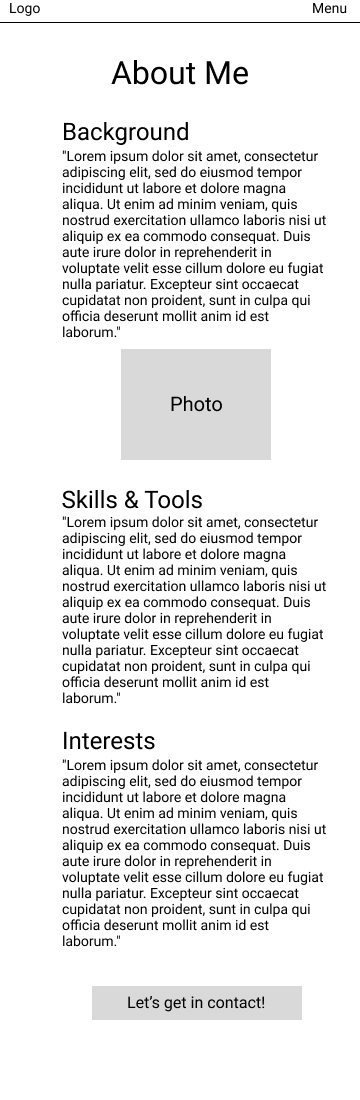 Logo Menu
About Me
Background
"Lorem ipsum dolor sit amet, consectetur
adipiscing elit, sed do eiusmod tempor
incididunt ut labore et dolore magna
aliqua. Ut enim ad minim veniam, quis
nostrud exercitation ullamco laboris nisi ut
aliquip ex ea commodo consequat. Duis
aute irure dolor in reprehenderit in
voluptate velit esse cillum dolore eu fugiat
nulla pariatur. Excepteur sint occaecat
cupidatat non proident, sunt in culpa qui
officia deserunt mollit anim id est
laborum."
Photo
Skills & Tools
"Lorem ipsum dolor sit amet, consectetur
adipiscing elit, sed do eiusmod tempor
incididunt ut labore et dolore magna
aliqua. Ut enim ad minim veniam, quis
nostrud exercitation ullamco laboris nisi ut
aliquip ex ea commodo consequat. Duis
aute irure dolor in reprehenderit in
voluptate velit esse cillum dolore eu fugiat
nulla pariatur. Excepteur sint occaecat
cupidatat non proident, sunt in culpa qui
officia deserunt mollit anim id est
laborum."
Interests
"Lorem ipsum dolor sit amet, consectetur
adipiscing elit, sed do eiusmod tempor
incididunt ut labore et dolore magna
aliqua. Ut enim ad minim veniam, quis
nostrud exercitation ullamco laboris nisi ut
aliquip ex ea commodo consequat. Duis
aute irure dolor in reprehenderit in
voluptate velit esse cillum dolore eu fugiat
nulla pariatur. Excepteur sint occaecat
cupidatat non proident, sunt in culpa qui
officia deserunt mollit anim id est
laborum."
Let’s get in contact!